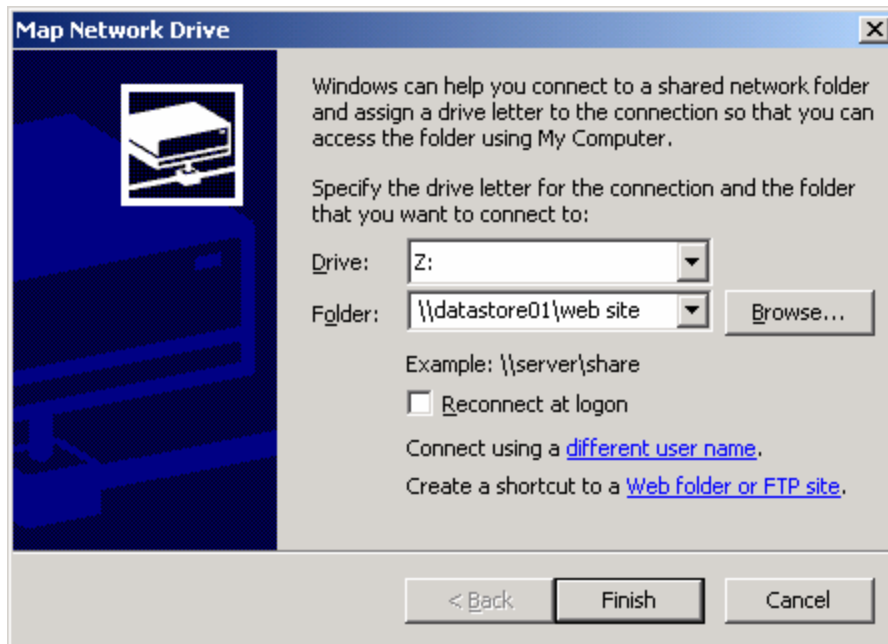 Map Network Drive
Windows can help you connect to a shared network folder
and assign a drive letter to the connection so that you can
access the folder using My Computer.
Specify the drive letter for the connection and the folder
that you want to connect to:
Drive: Z:
Folder: \\datastore01\web site Browse...
Example: \\server\share
Reconnect at logon
Connect using a different user name.
Create a shortcut to a Web folder or FTP site.
< Back Finish Cancel